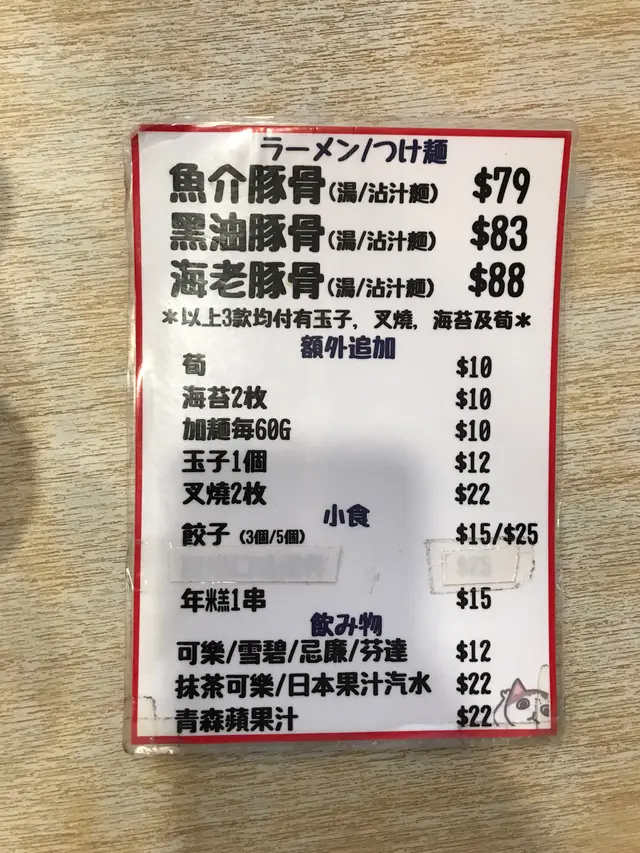 ラーメン/つけ麺
魚介豚骨(湯/沾汁麵) $79
黑油豚骨(湯/沾汁麵) $83
海老豚骨(湯/沾汁麵) $88
*以上3款均付有玉子, 叉燒, 海苔及筍*
額外追加
筍 $10
海苔2枚 $10
加麵每60G $10
玉子1個 $12
叉燒2枚 $22
小食
餃子 (3個/5個) $15/$25
年糕1串 $15
飲み物
可樂/雪碧/忌廉/芬達 $12
抹茶可樂/日本果汁汽水 $22
青森蘋果汁 $22